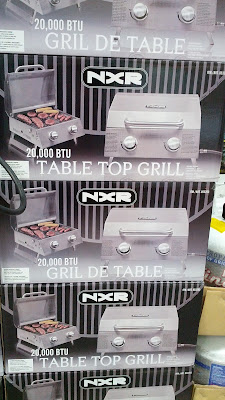 20,000 BTU
GRIL DE TABLE
NXR
20,000 BTU
TABLE TOP GRILL
NXR
20,000 BTU
GRIL DE TABLE
NXR
20,000 BTU
TABLE TOP GRILL
NXR